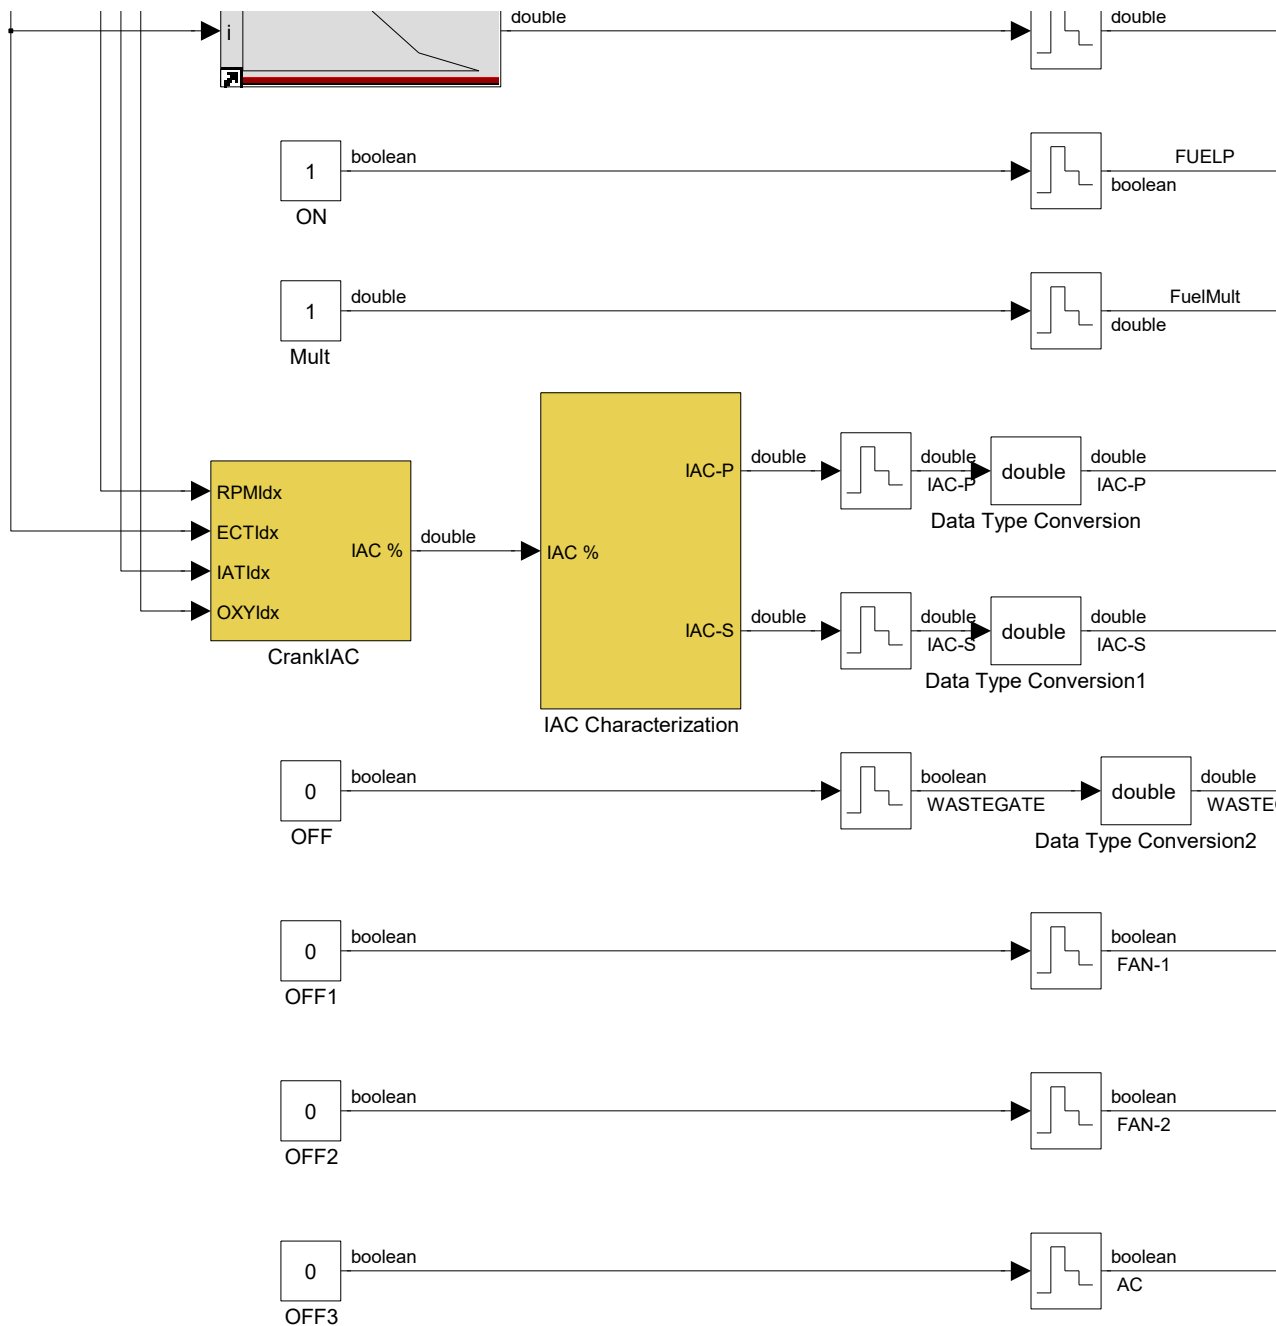 double
double
i
1
boolean
ON
FUELP
boolean
1
double
Mult
FuelMult
double
RPMIdx
ECTIdx
IATIdx
OXYIdx
IAC %
CrankIAC
double
IAC %
IAC-P
IAC-S
IAC Characterization
double
double
IAC-P
double
double
IAC-P
Data Type Conversion
double
double
IAC-S
double
double
IAC-S
Data Type Conversion1
0
boolean
OFF
boolean
WASTEGATE
double
double
Data Type Conversion2
0
boolean
OFF1
boolean
FAN-1
0
boolean
OFF2
boolean
FAN-2
0
boolean
OFF3
boolean
AC